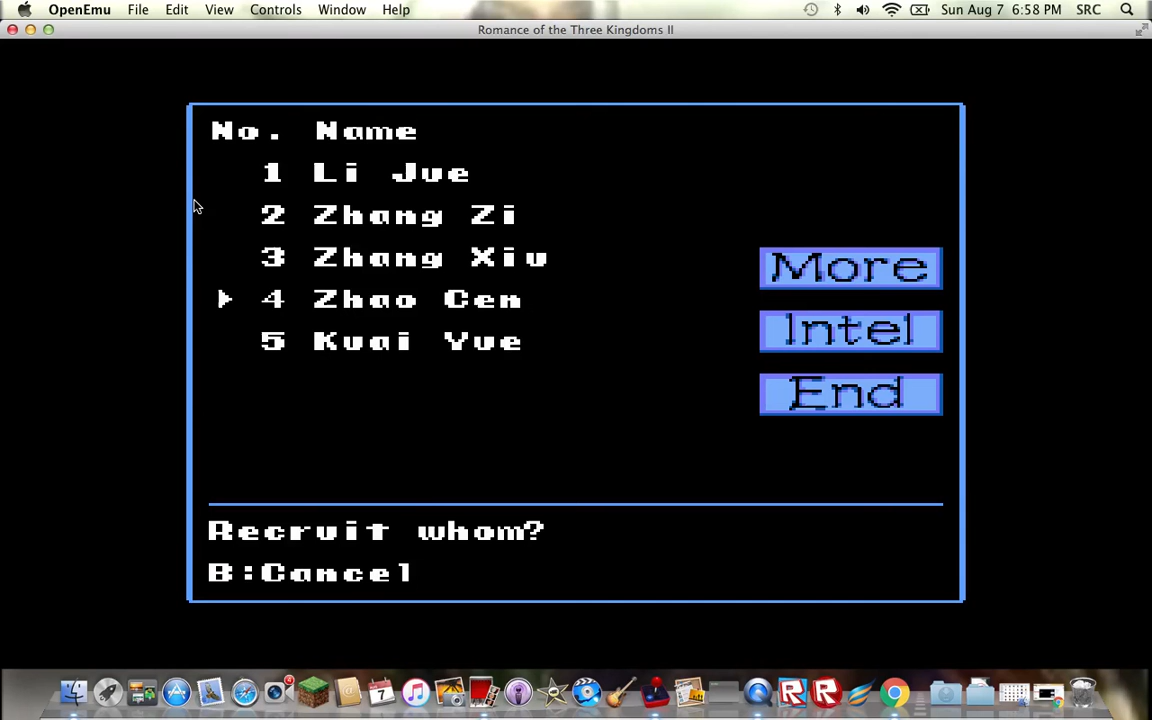 OpenEmu File Edit View Controls Window Help Sun Aug 7 6:58 PM SRC
Romance of the Three Kingdoms II
No. Name
1 Li Jue
2 Zhang Zi
3 Zhang Xiu
4 Zhao Cen
5 Kuai Yue
More
Intel
End
Recruit whom?
B:Cancel
4
7